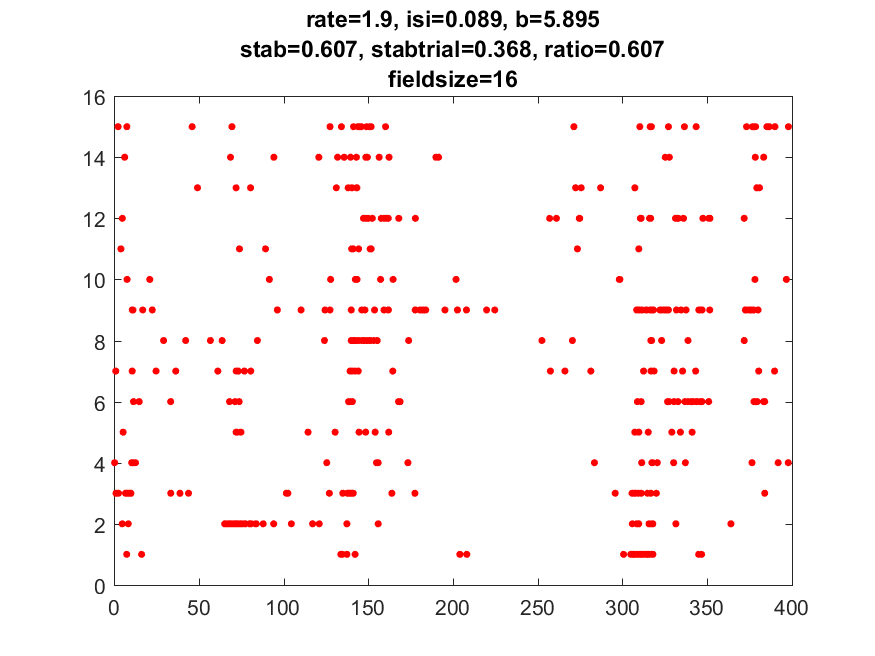 rate=1.9, isi=0.089, b=5.895
stab=0.607, stabtrial=0.368, ratio=0.607
fieldsize=16
16
14
12
10
8
6
4
2
0
0 50 100 150 200 250 300 350 400